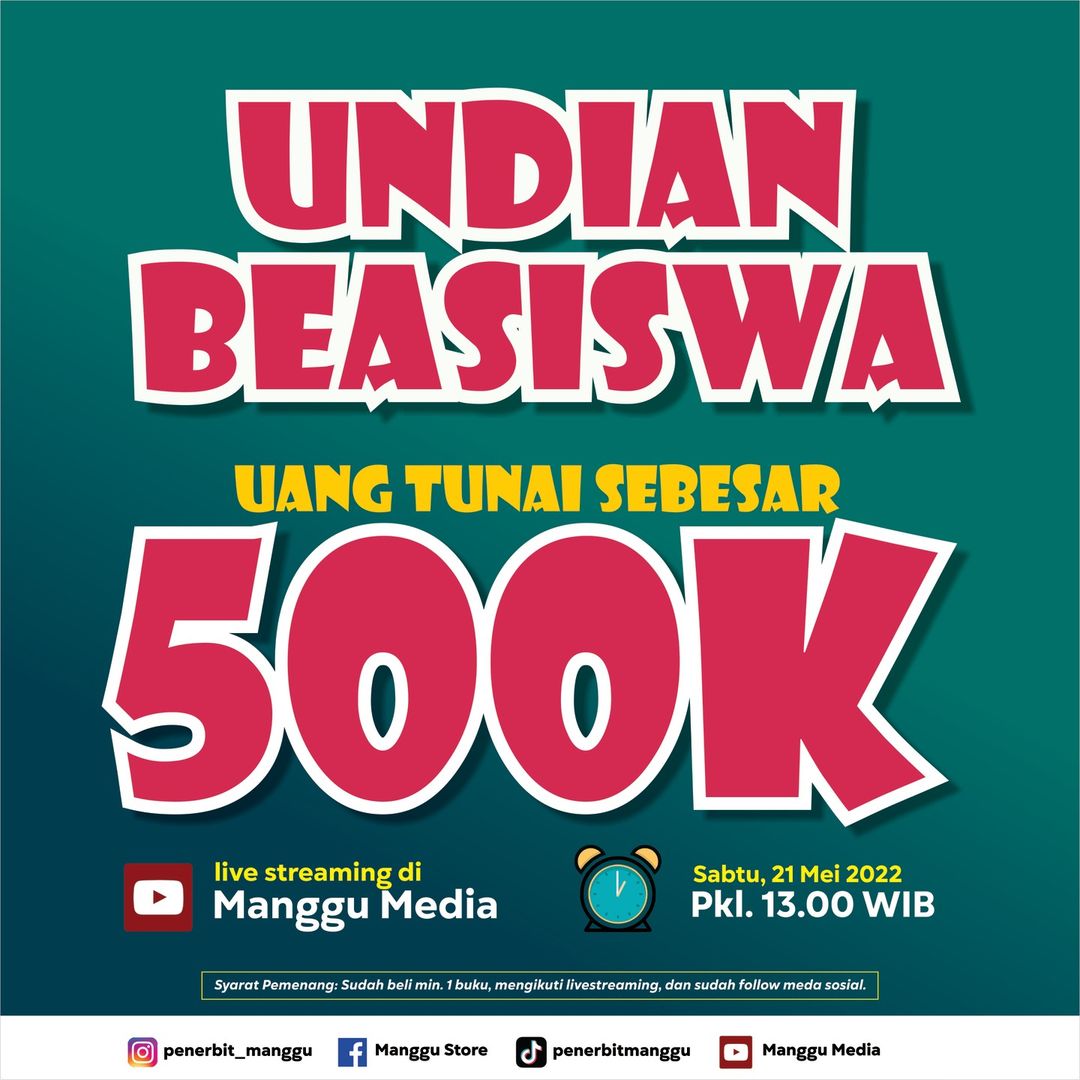 UNDIAN
BEASISWA
UANG TUNAI SEBESAR
500K
live streaming di
Manggu Media
Sabtu, 21 Mei 2022
Pkl. 13.00 WIB
Syarat Pemenang: Sudah beli min. 1 buku, mengikuti livestreaming, dan sudah follow meda sosial.
penerbit_manggu
Manggu Store
penerbitmanggu
Manggu Media